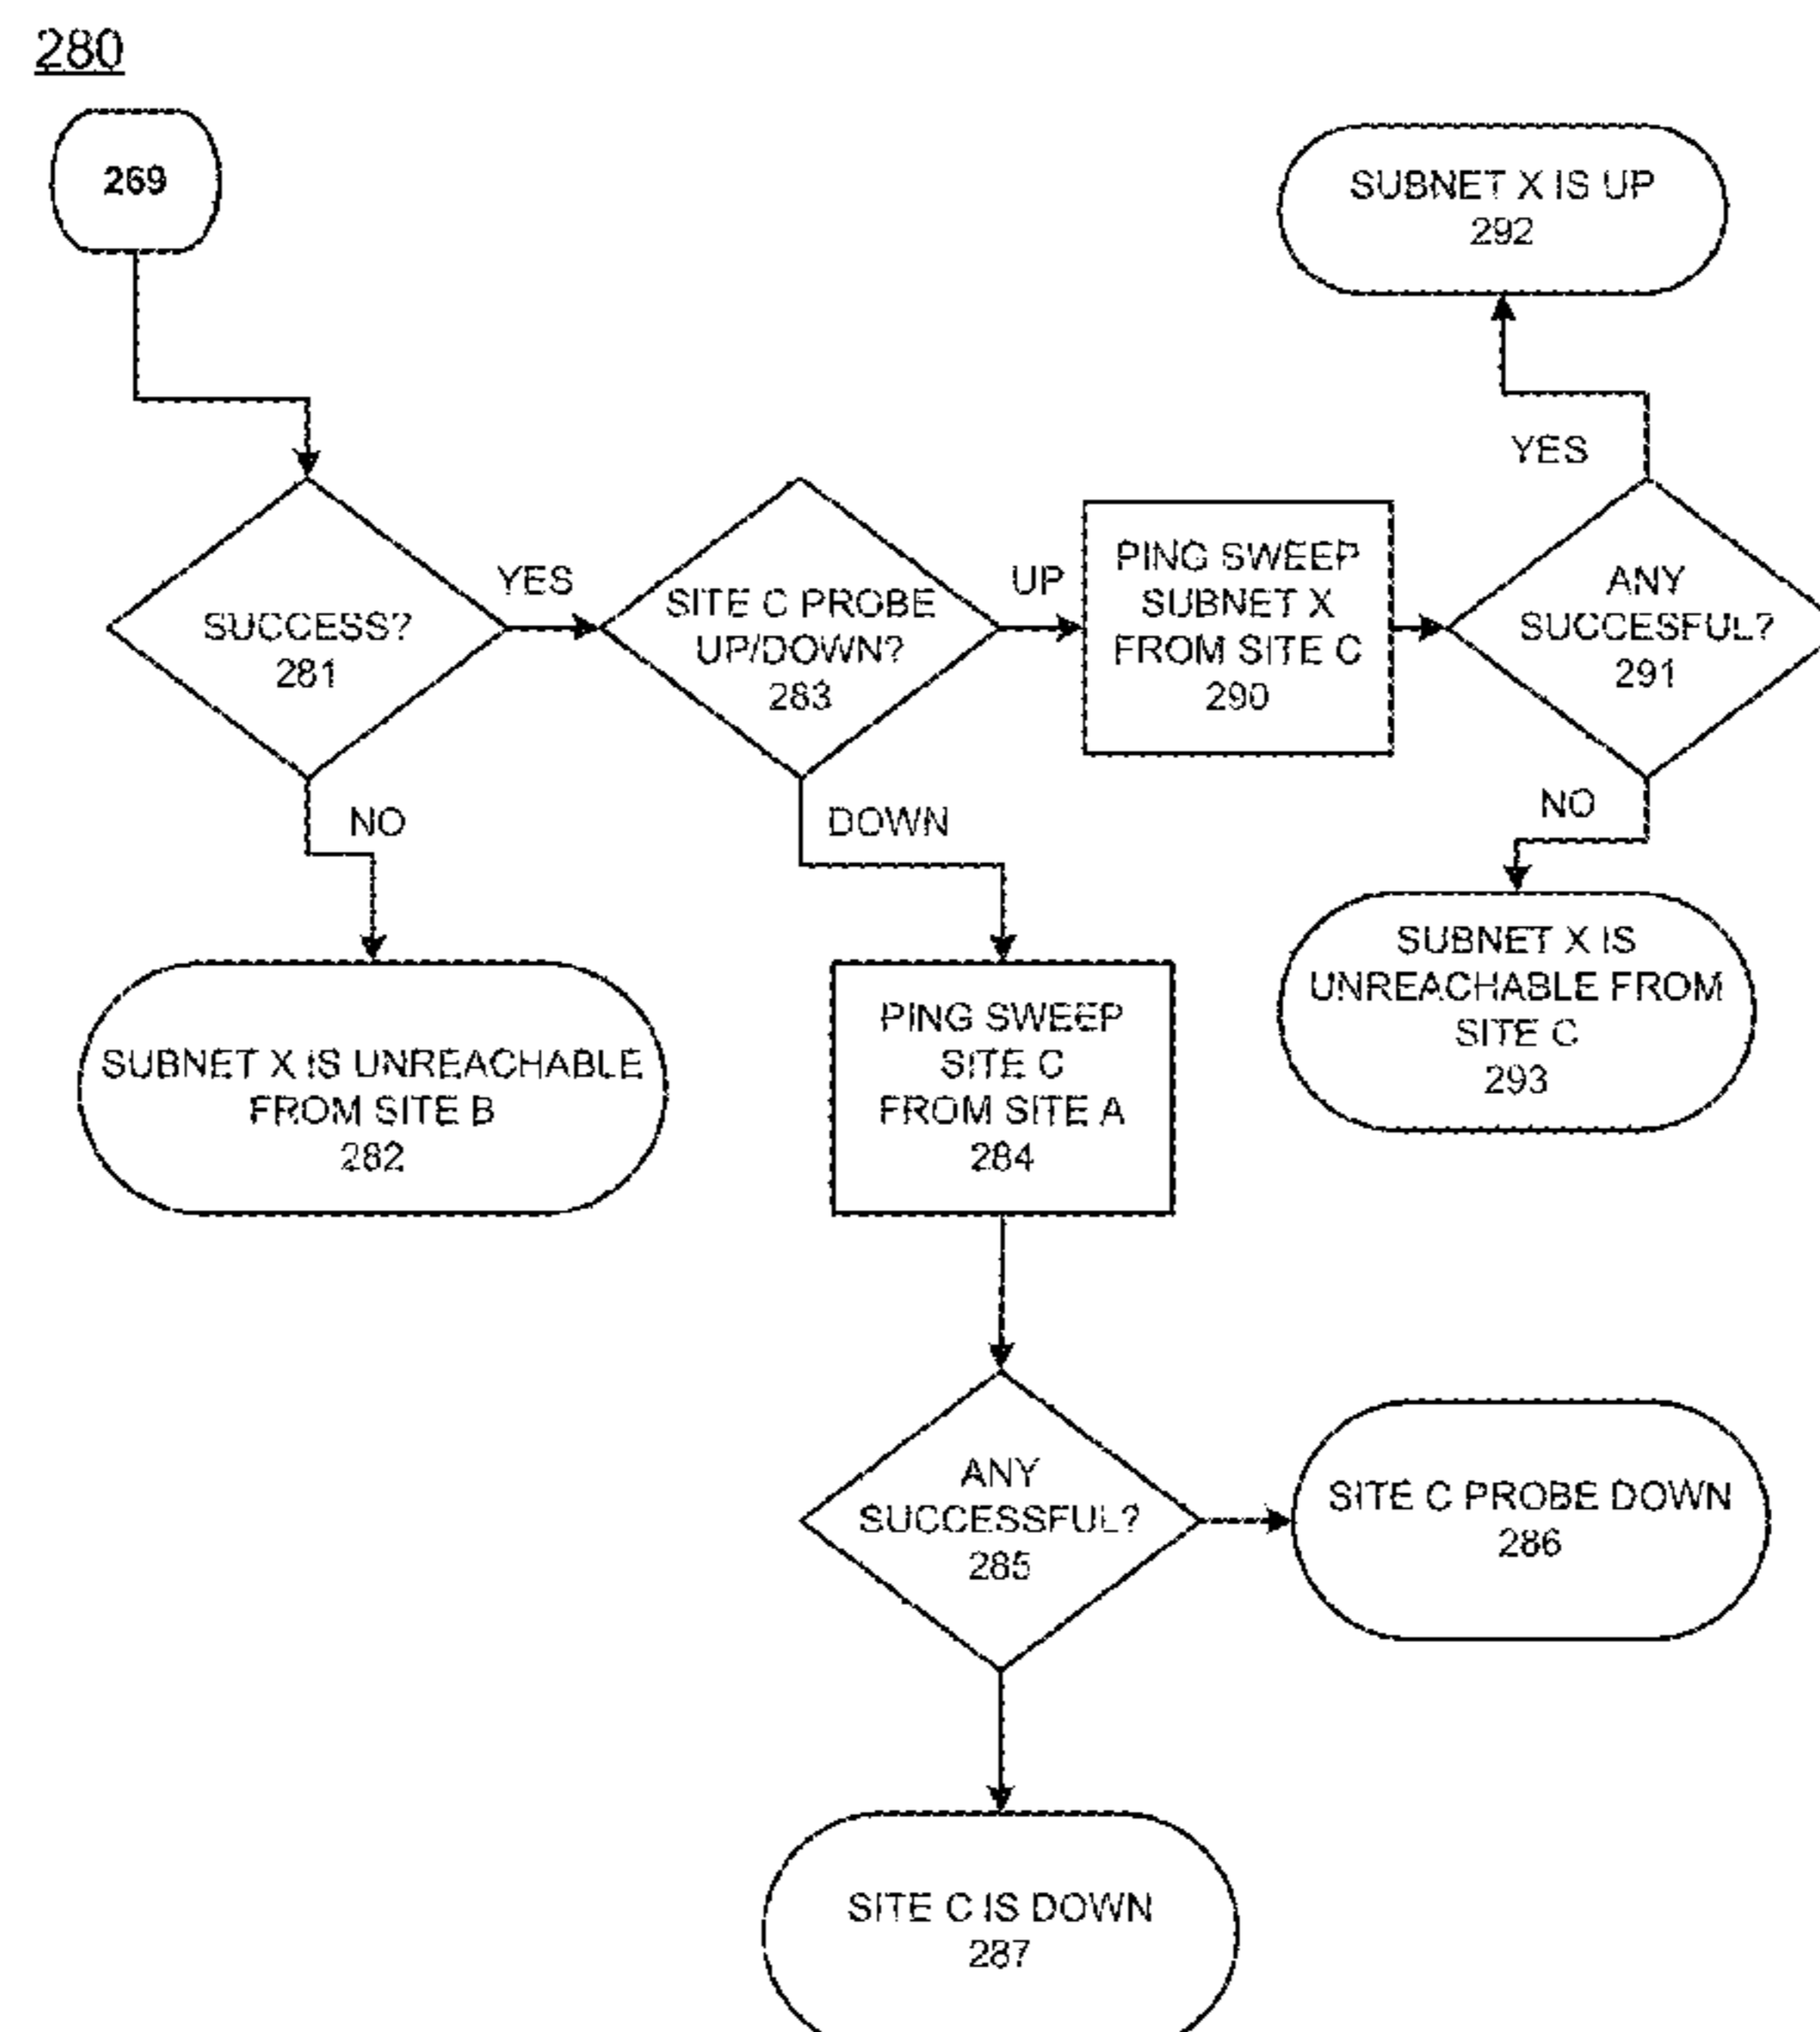 280
269
SUBNET X IS UP
292
YES
SUCCESS?
281
YES
SITE C PROBE
UP/DOWN?
283
UP
PING SWEEP
SUBNET X
FROM SITE C
290
ANY
SUCCESFUL?
291
NO
DOWN
NO
SUBNET X IS UNREACHABLE
FROM SITE B
282
PING SWEEP
SITE C
FROM SITE A
284
SUBNET X IS
UNREACHABLE FROM
SITE C
293
ANY
SUCCESSFUL?
285
SITE C PROBE DOWN
286
SITE C IS DOWN
287